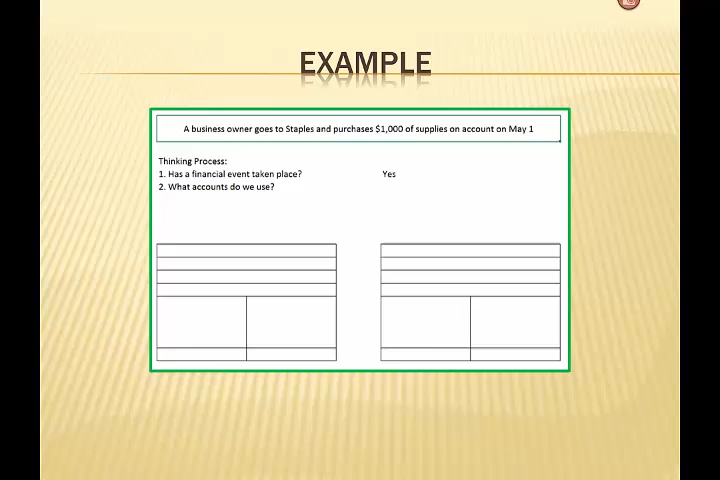 EXAMPLE
A business owner goes to Staples and purchases $1,000 of supplies on account on May 1
Thinking Process:
1. Has a financial event taken place? Yes
2. What accounts do we use?